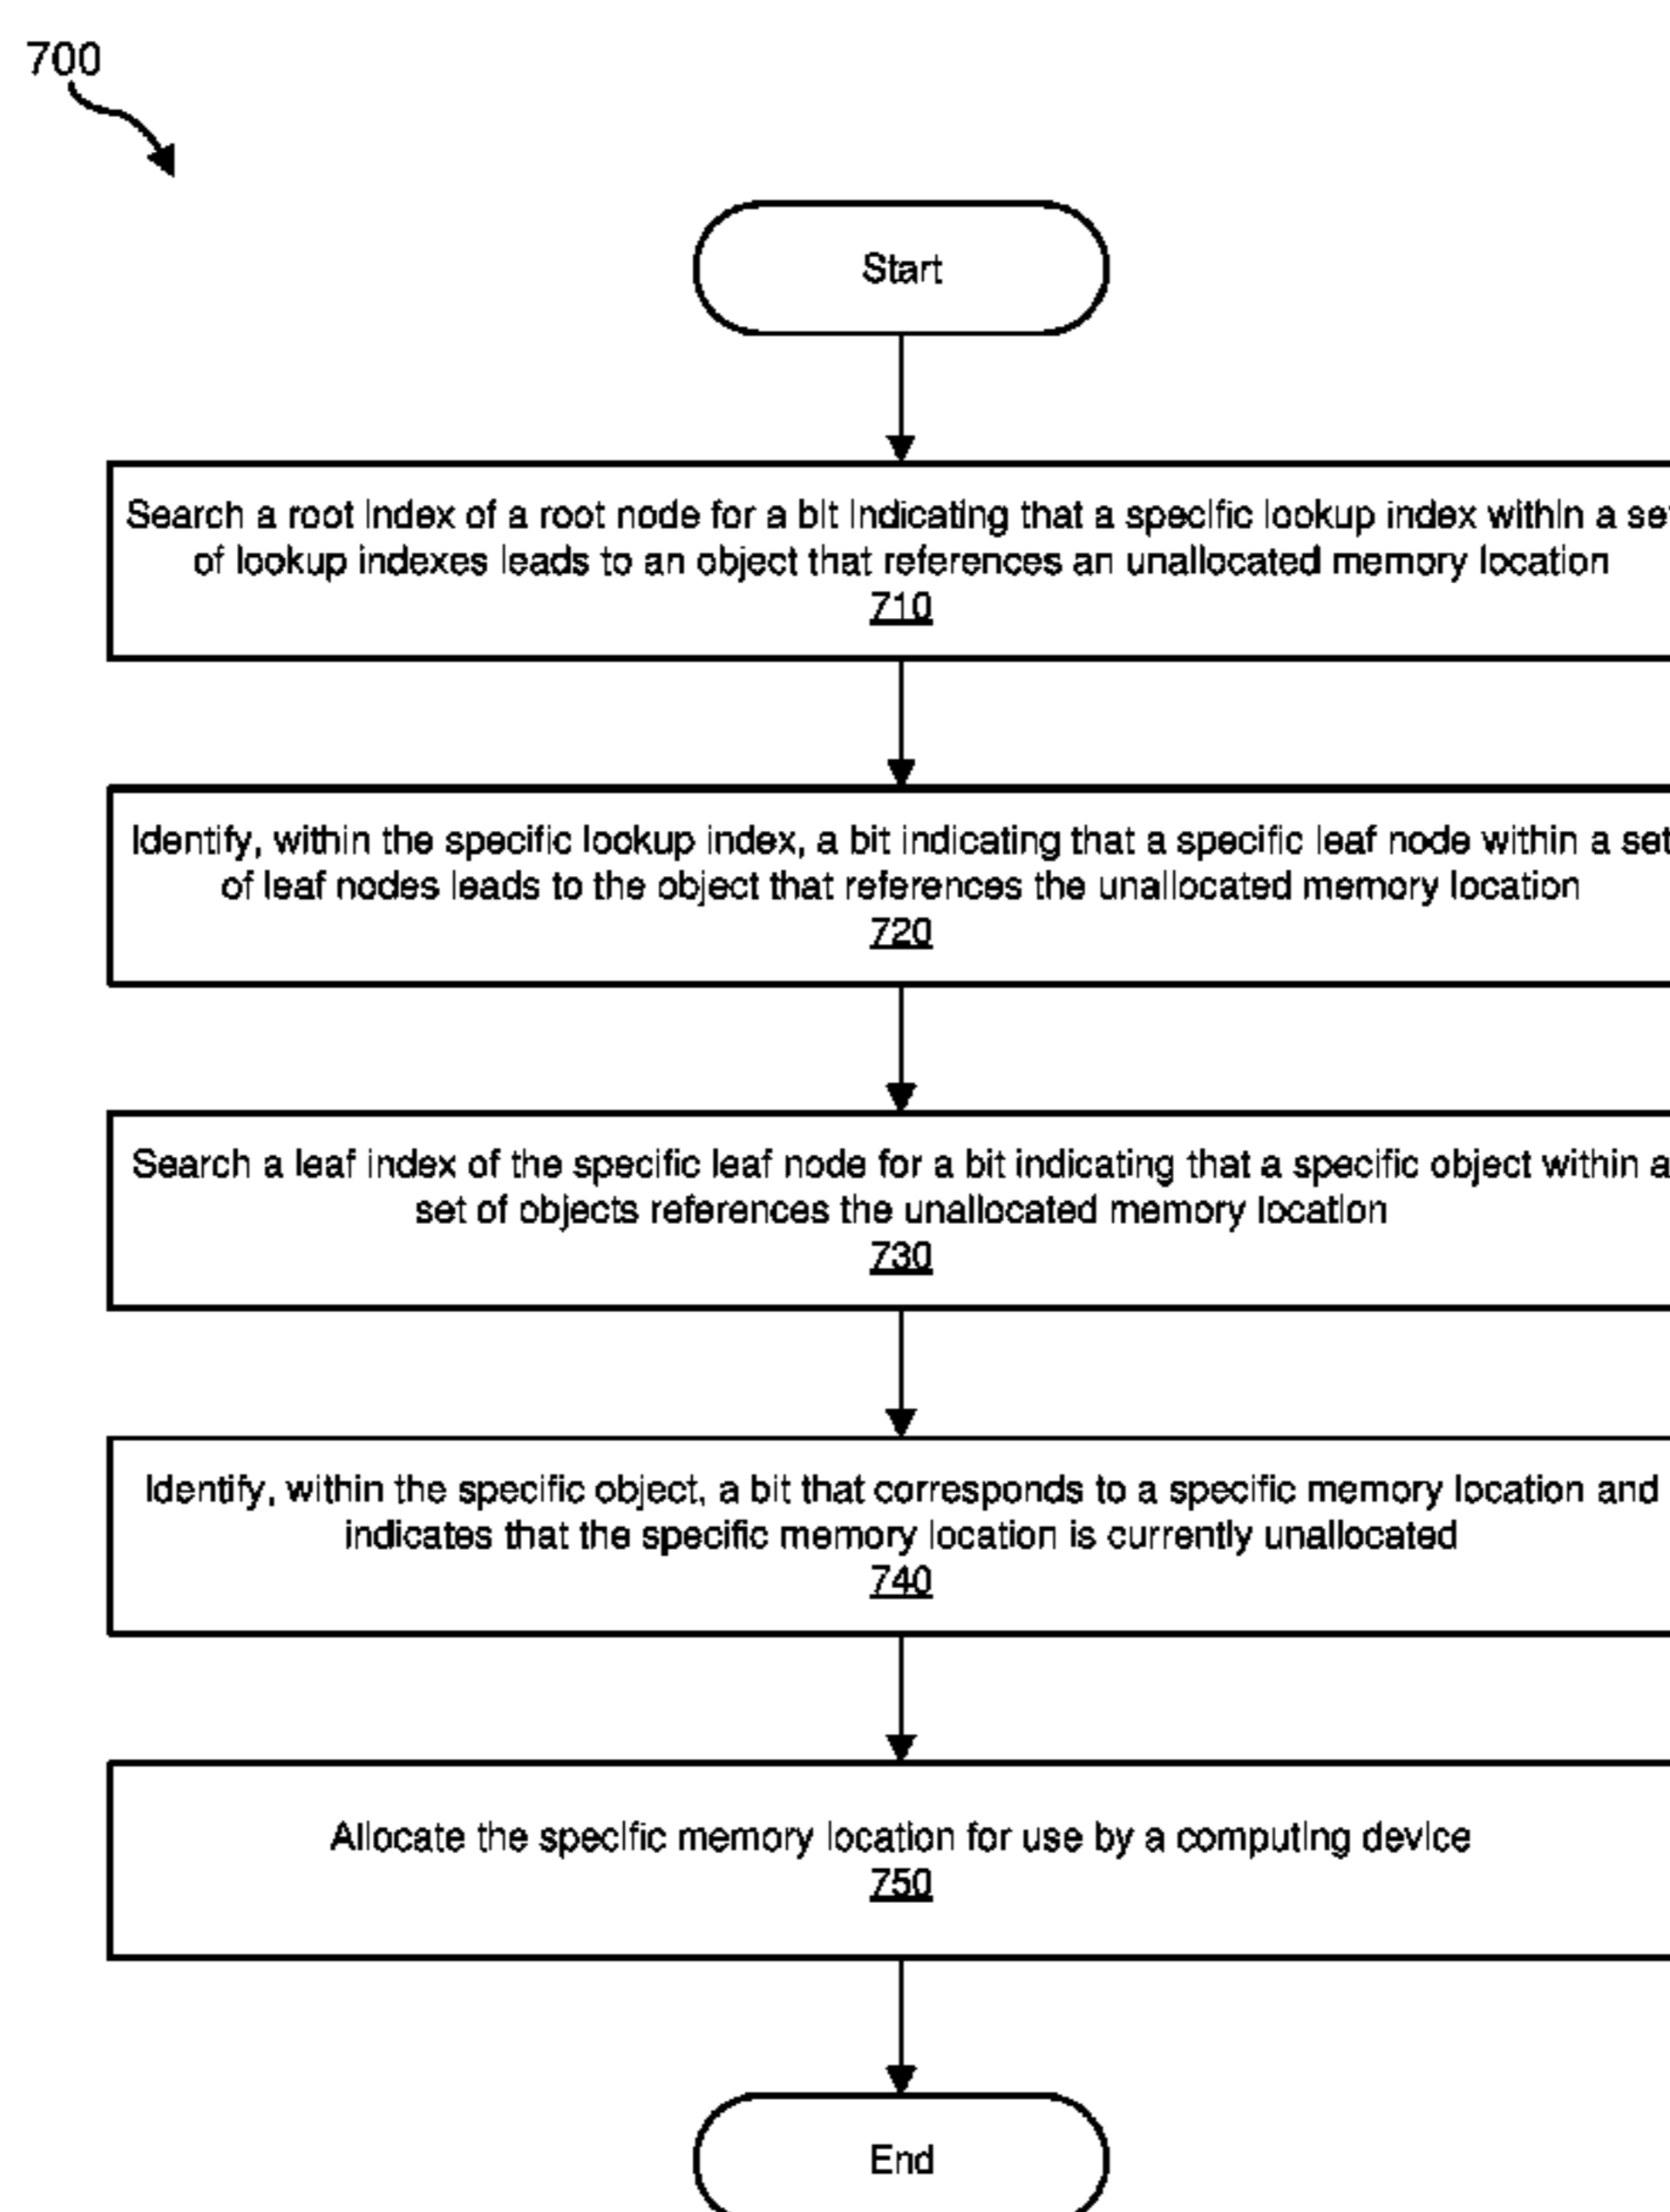 700
Start
Search a root index of a root node for a bit indicating that a specific lookup index within a set
of lookup indexes leads to an object that references an unallocated memory location
710
Identify, within the specific lookup index, a bit indicating that a specific leaf node within a set
of leaf nodes leads to the object that references the unallocated memory location
720
Search a leaf index of the specific leaf node for a bit indicating that a specific object within a
set of objects references the unallocated memory location
730
Identify, within the specific object, a bit that corresponds to a specific memory location and
indicates that the specific memory location is currently unallocated
740
Allocate the specific memory location for use by a computing device
750
End